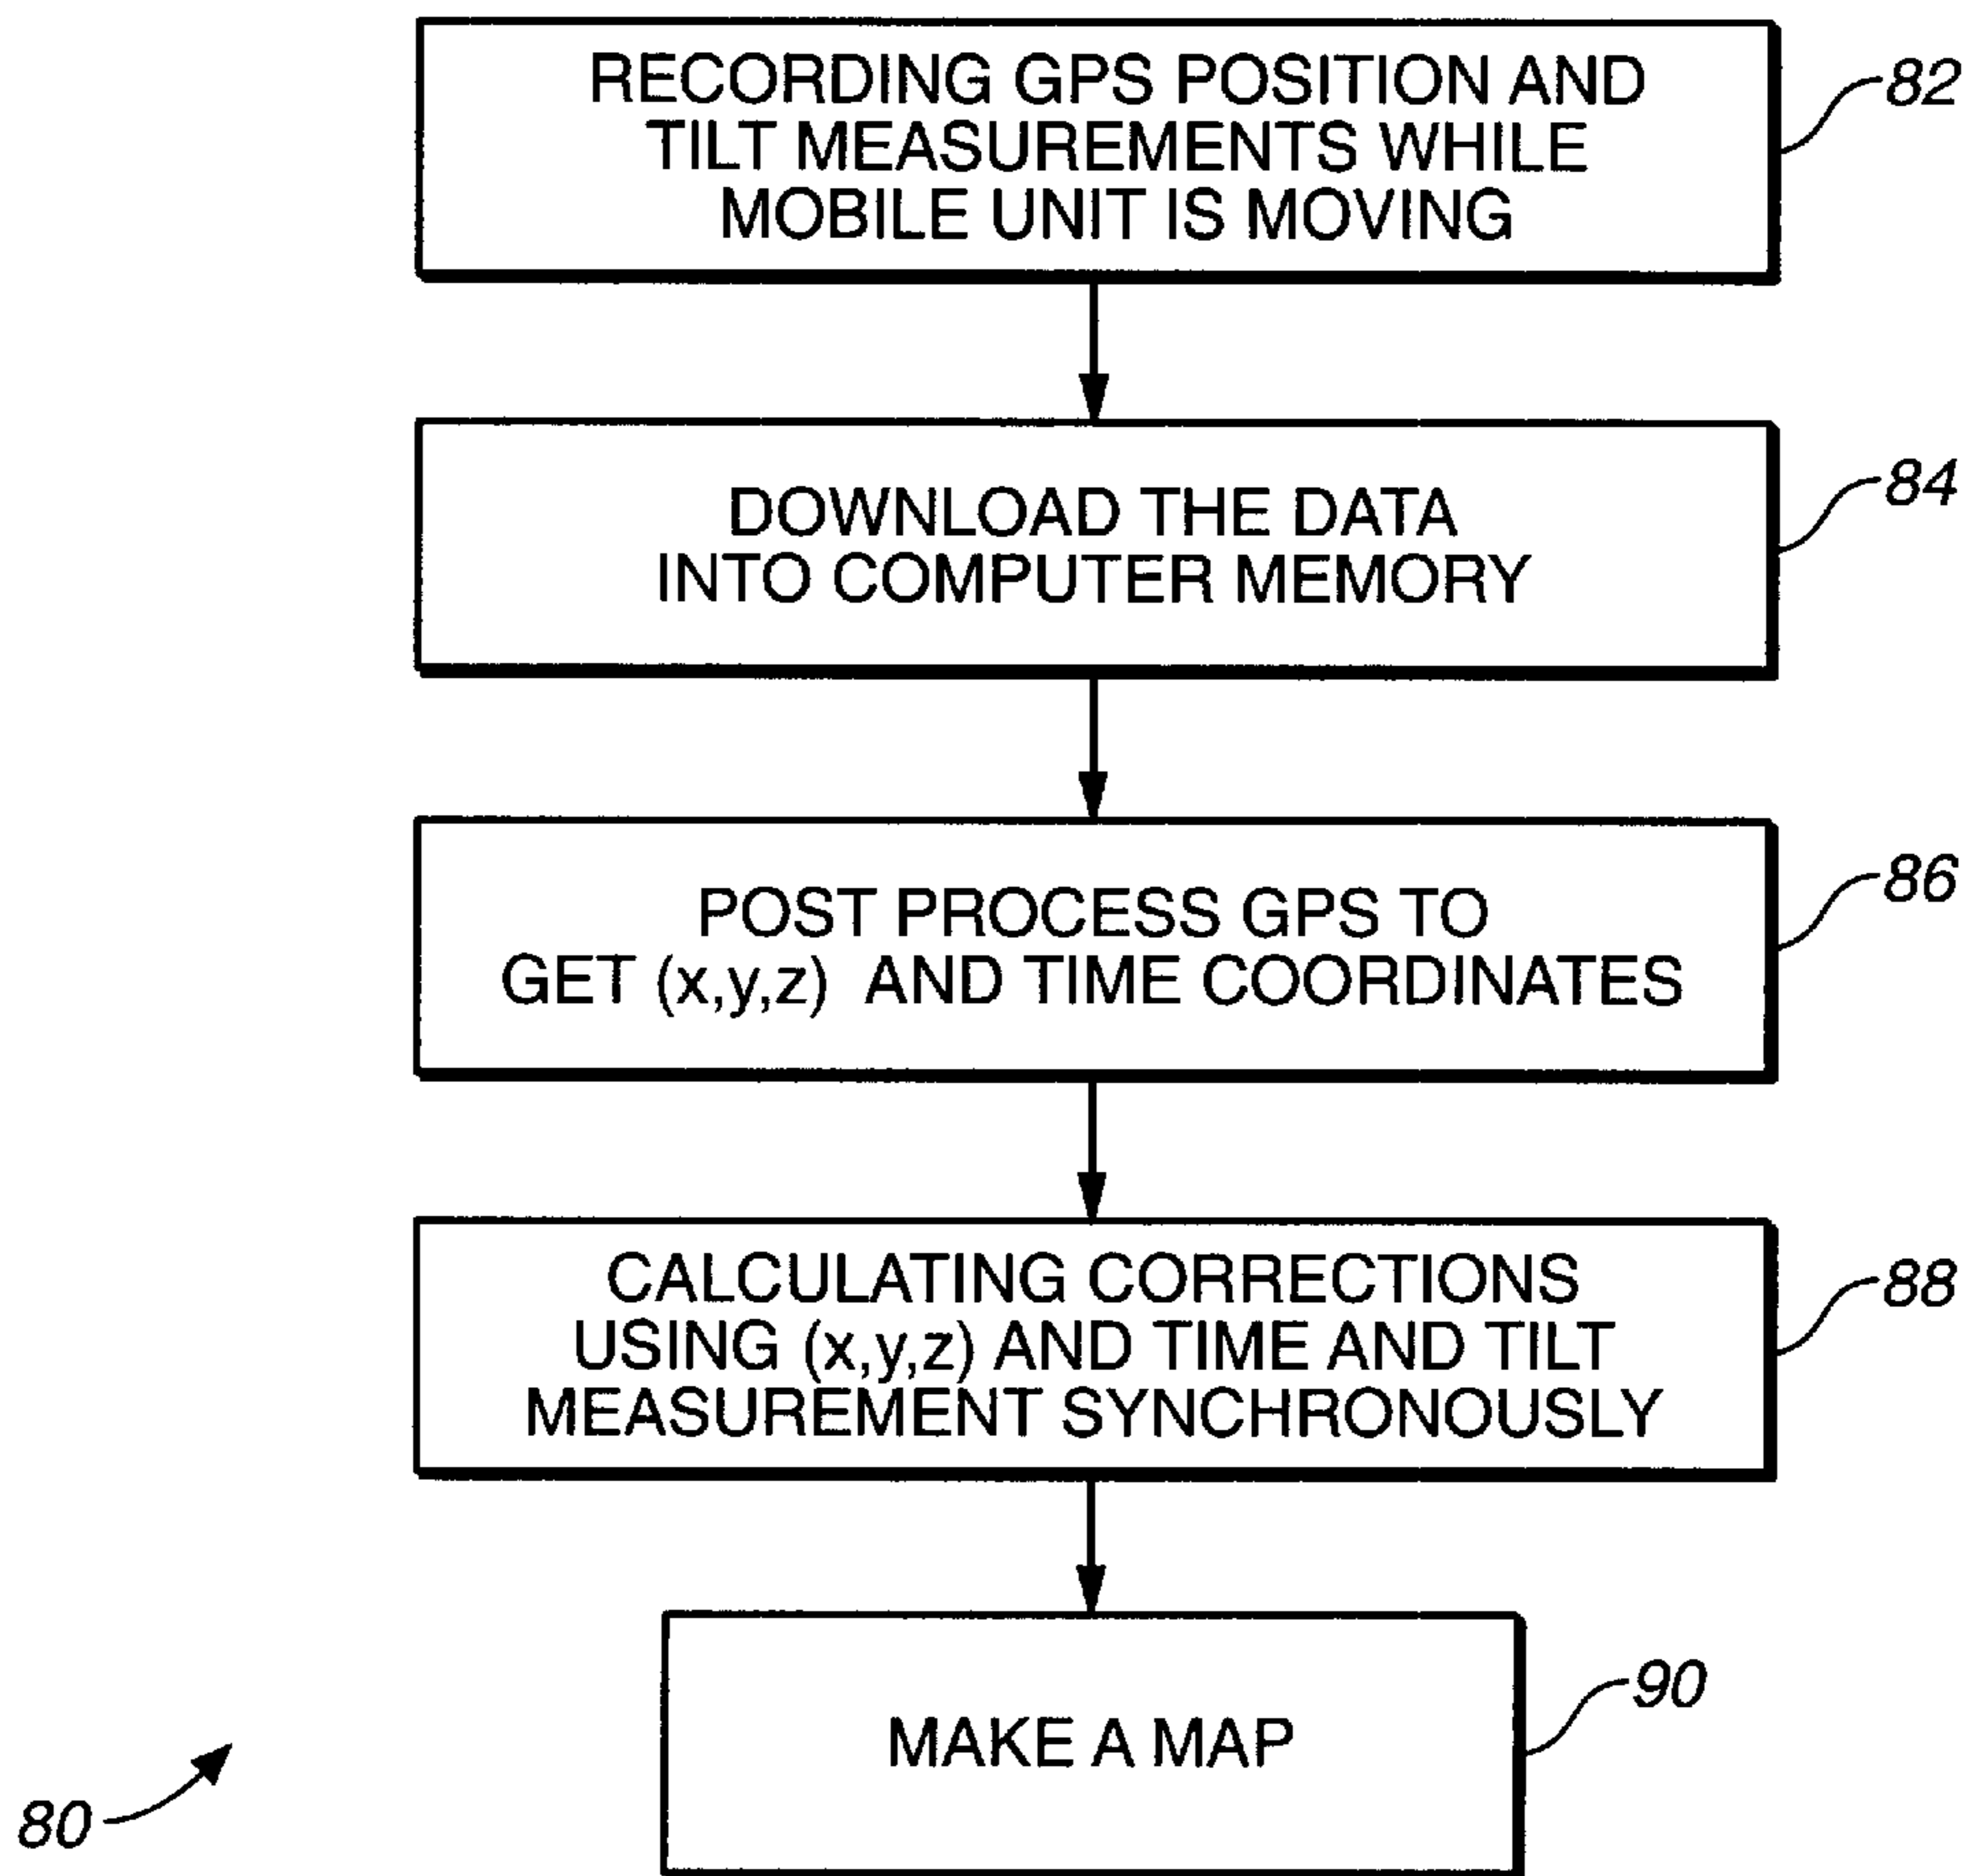 RECORDING GPS POSITION AND
TILT MEASUREMENTS WHILE
MOBILE UNIT IS MOVING
82
DOWNLOAD THE DATA
INTO COMPUTER MEMORY
84
POST PROCESS GPS TO
GET (x,y,z) AND TIME COORDINATES
86
CALCULATING CORRECTIONS
USING (x,y,z) AND TIME AND TILT
MEASUREMENT SYNCHRONOUSLY
88
MAKE A MAP
90
80